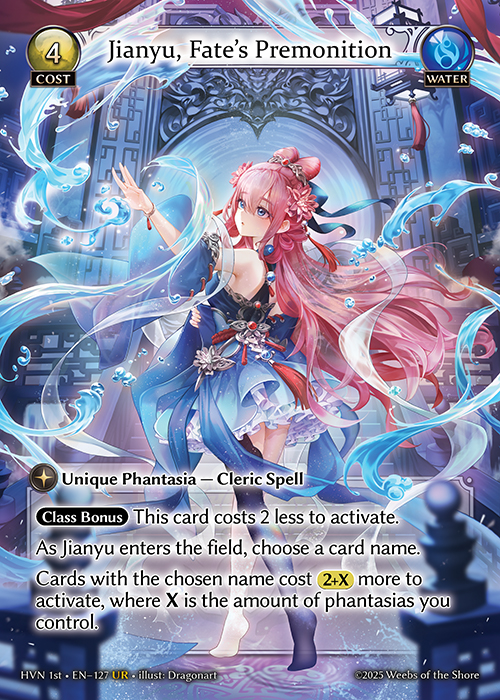 4
COST
Jianyu, Fate's Premonition
WATER
Unique Phantasia — Cleric Spell
Class Bonus This card costs 2 less to activate.
As Jianyu enters the field, choose a card name.
Cards with the chosen name cost 2+X more to
activate, where X is the amount of phantasias you
control.
HVN 1st • EN–127 UR • illust: Dragonart
©2025 Weebs of the Shore